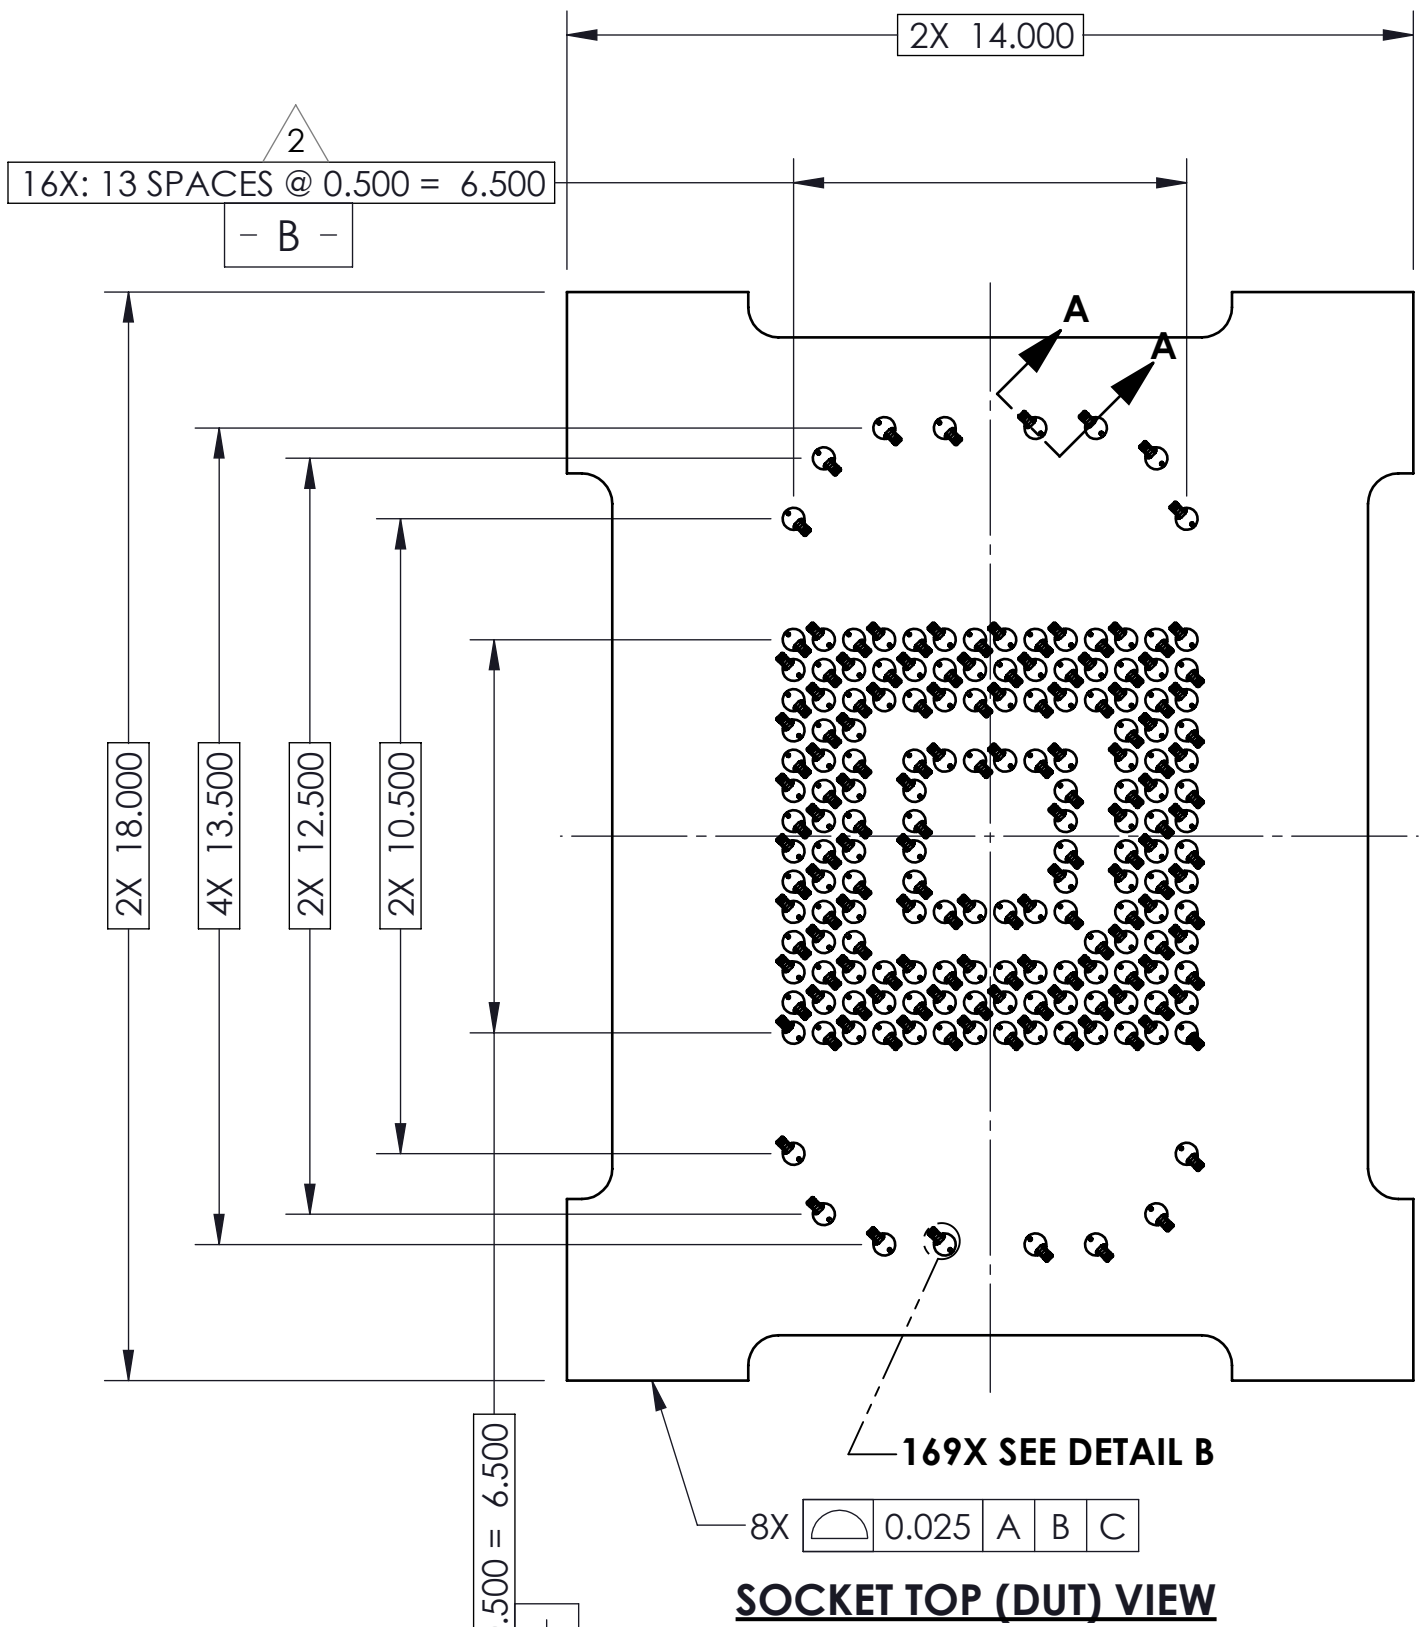 2X 14.000
2
16X: 13 SPACES @ 0.500 = 6.500
- B -
A
A
2X 18.000
4X 13.500
2X 12.500
2X 10.500
.500 = 6.500
169X SEE DETAIL B
8X 0.025 A B C
SOCKET TOP (DUT) VIEW